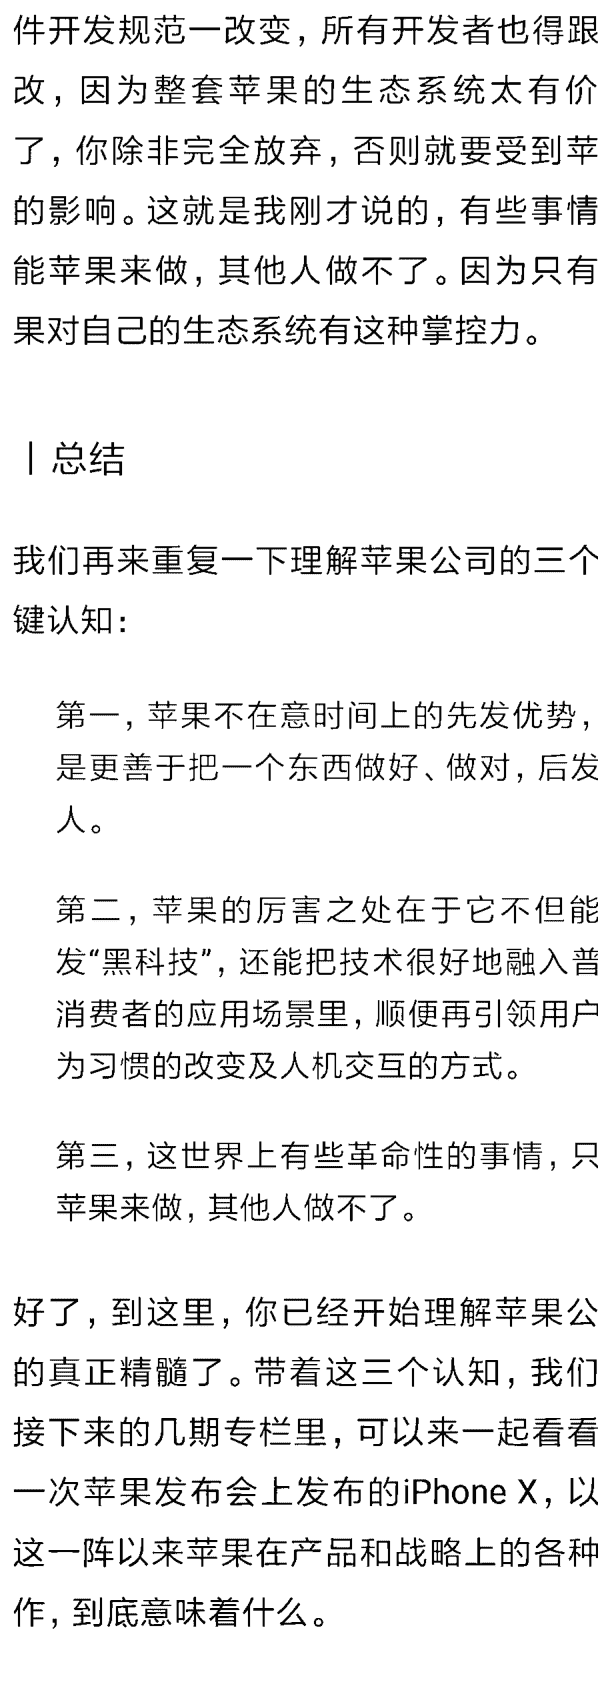 件开发规范一改变，所有开发者也得跟
改，因为整套苹果的生态系统太有价
了，你除非完全放弃，否则就要受到苹
的影响。这就是我刚才说的，有些事情
能苹果来做，其他人做不了。因为只有
果对自己的生态系统有这种掌控力。
丨总结
我们再来重复一下理解苹果公司的三个
键认知：
第一，苹果不在意时间上的先发优势，
是更善于把一个东西做好、做对，后发
人。
第二，苹果的厉害之处在于它不但能
发“黑科技”，还能把技术很好地融入普
消费者的应用场景里，顺便再引领用户
为习惯的改变及人机交互的方式。
第三，这世界上有些革命性的事情，只
苹果来做，其他人做不了。
好了，到这里，你已经开始理解苹果公
的真正精髓了。带着这三个认知，我们
接下来的几期专栏里，可以来一起看看
一次苹果发布会上发布的iPhone X，以
这一阵以来苹果在产品和战略上的各种
作，到底意味着什么。